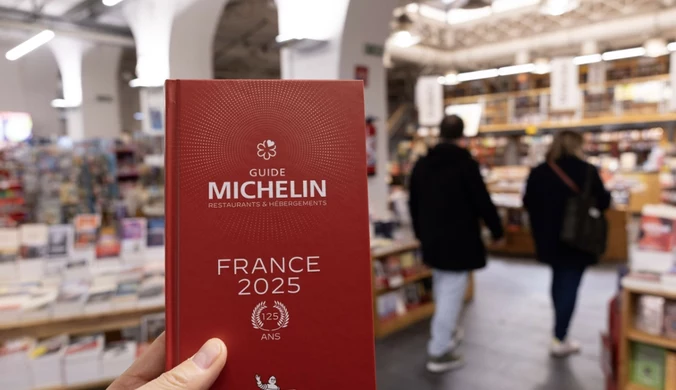 GUIDE
MICHELIN
RESTAURANTS & HÉBERGEMENTS
FRANCE
2025
125
ANS